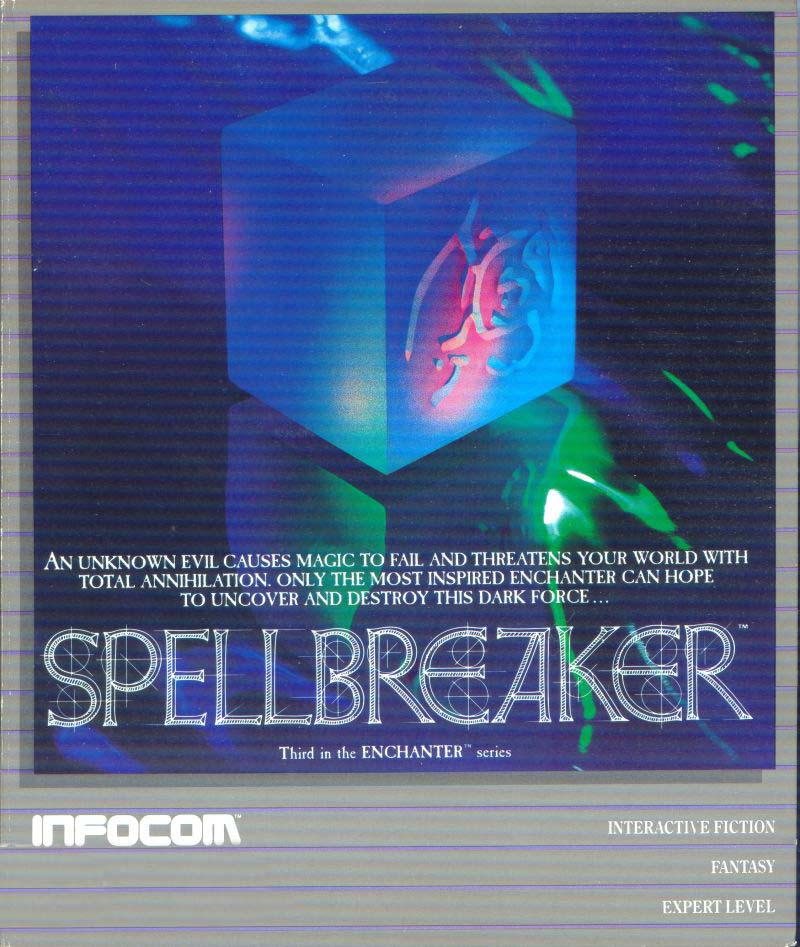 AN UNKNOWN EVIL CAUSES MAGIC TO FAIL AND THREATENS YOUR WORLD WITH
TOTAL ANNIHILATION. ONLY THE MOST INSPIRED ENCHANTER CAN HOPE
TO UNCOVER AND DESTROY THIS DARK FORCE...
SPELLBREAKER™
Third in the ENCHANTER™ series
INFOCOM™
INTERACTIVE FICTION
FANTASY
EXPERT LEVEL